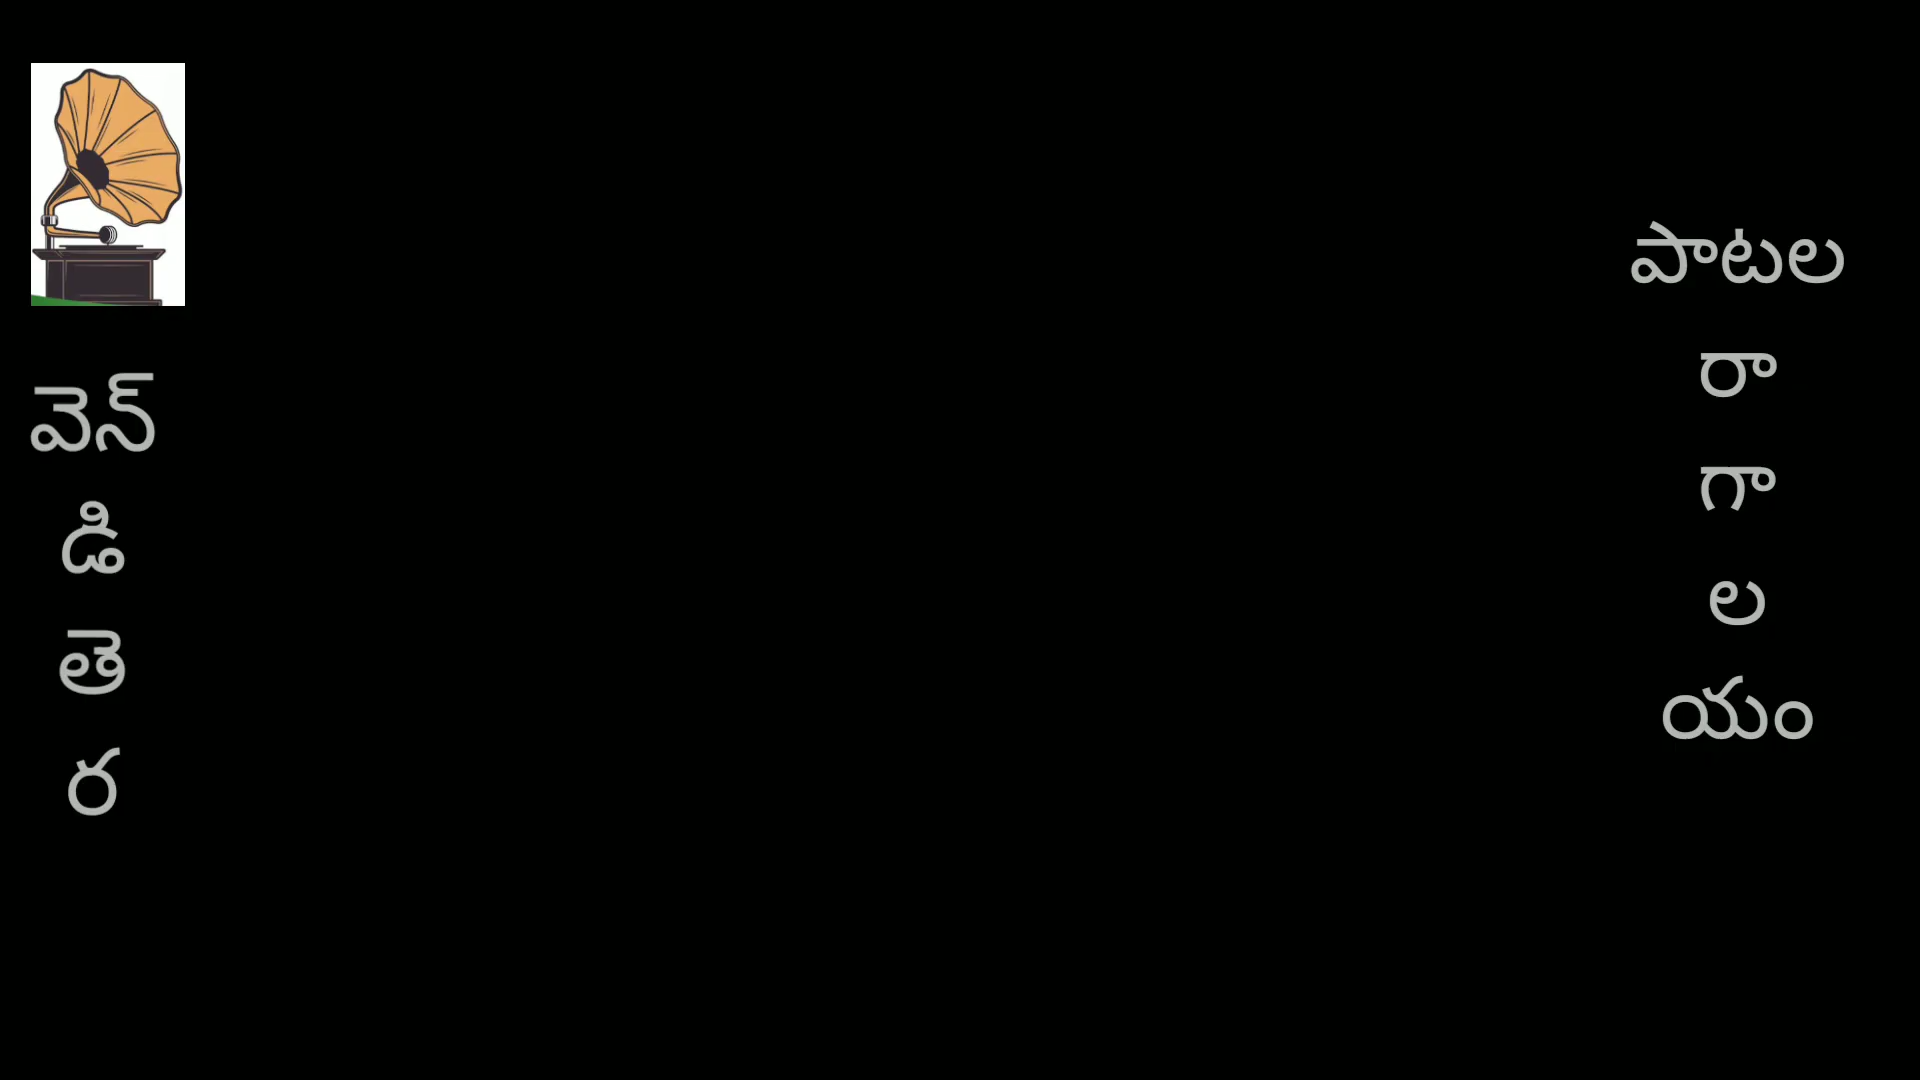 వెన్
డి
తె
ర
పాటల
రా
గా
ల
యం